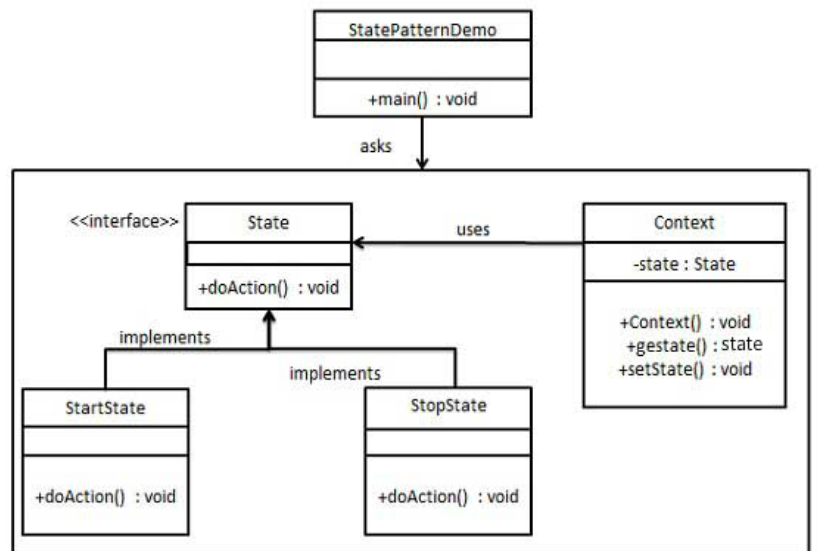 StatePatternDemo
+main() : void
asks
<<interface>>
State
+doAction() : void
uses
Context
-state : State
+Context() : void
+gestate() : state
+setState() : void
implements
implements
StartState
+doAction() : void
StopState
+doAction() : void